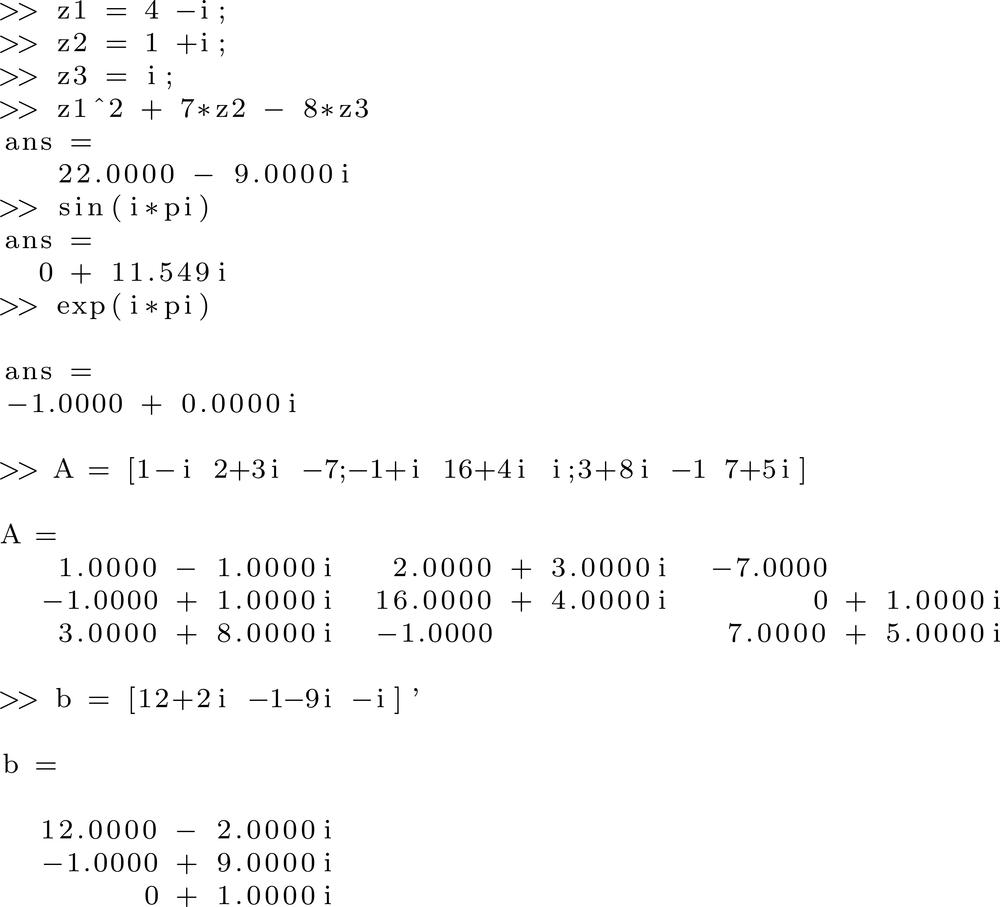 >> z1 = 4 -i;
>> z2 = 1 +i;
>> z3 = i;
>> z1^2 + 7*z2 - 8*z3
ans =
22.0000 - 9.0000i
>> sin(i*pi)
ans =
0 + 11.549i
>> exp(i*pi)
ans =
-1.0000 + 0.0000i
>> A = [1-i 2+3i -7;-1+i 16+4i i;3+8i -1 7+5i]
A =
1.0000 - 1.0000i 2.0000 + 3.0000i -7.0000
-1.0000 + 1.0000i 16.0000 + 4.0000i 0 + 1.0000i
3.0000 + 8.0000i -1.0000 7.0000 + 5.0000i
>> b = [12+2i -1-9i -i]'
b =
12.0000 - 2.0000i
-1.0000 + 9.0000i
0 + 1.0000i